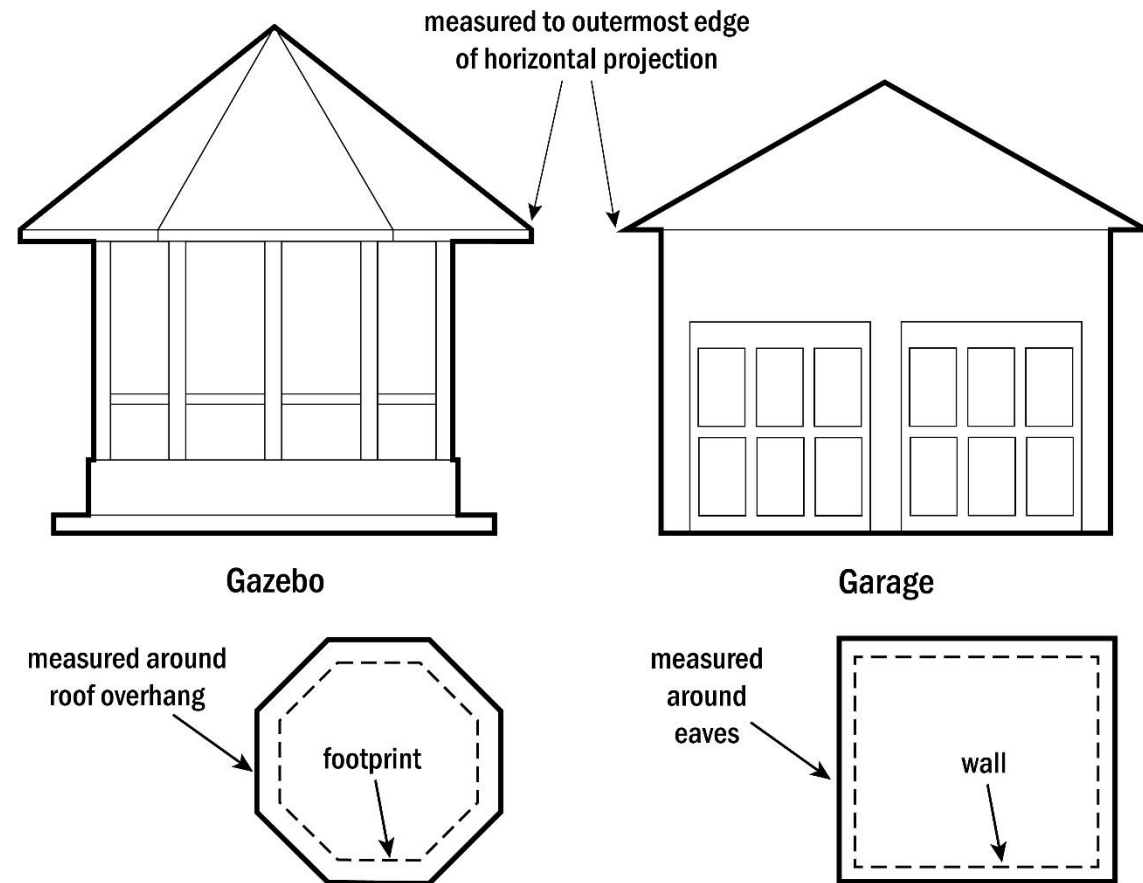 measured to outermost edge
of horizontal projection
Gazebo
Garage
measured around
roof overhang
footprint
measured
around
eaves
wall